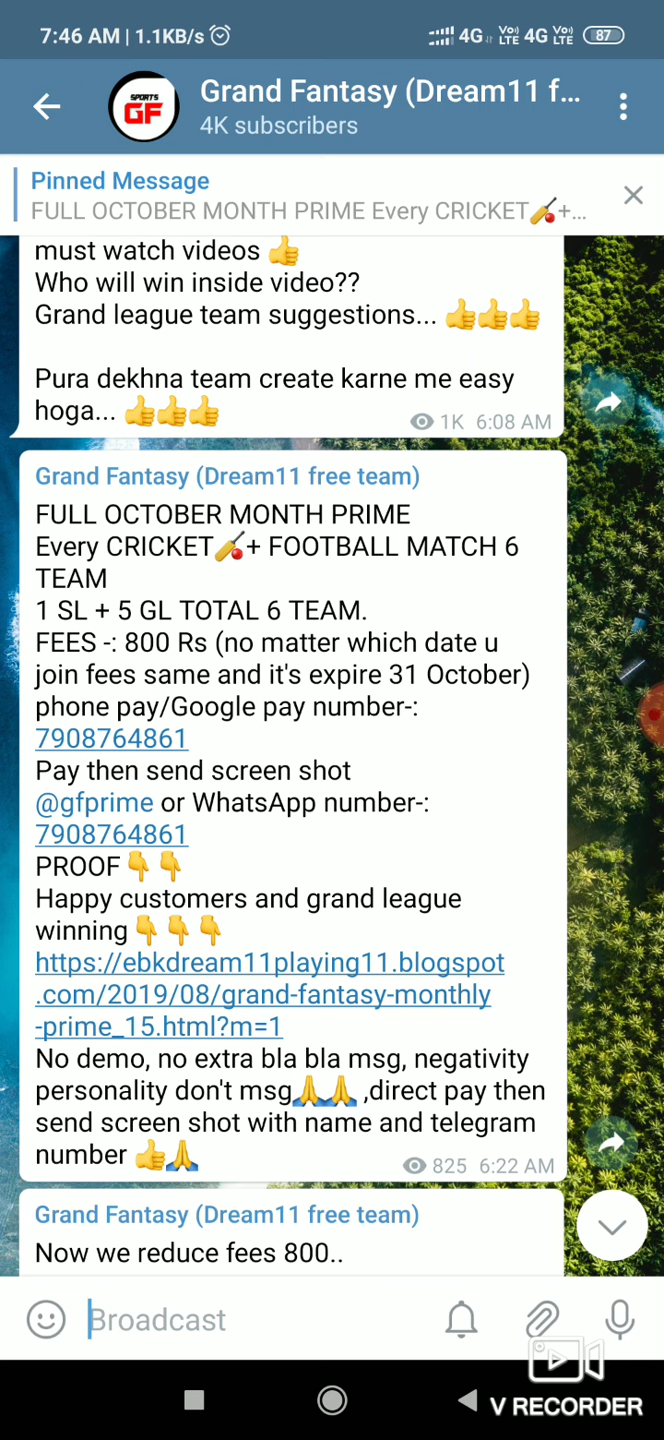 7:46 AM | 1.1KB/s
4G VoLTE 4G VoLTE 87
SPORTS
GF
Grand Fantasy (Dream11 f...
4K subscribers
Pinned Message
FULL OCTOBER MONTH PRIME Every CRICKET🏏+...
must watch videos 👍
Who will win inside video??
Grand league team suggestions... 👍👍👍
Pura dekhna team create karne me easy
hoga... 👍👍👍
1K 6:08 AM
Grand Fantasy (Dream11 free team)
FULL OCTOBER MONTH PRIME
Every CRICKET🏏+ FOOTBALL MATCH 6
TEAM
1 SL + 5 GL TOTAL 6 TEAM.
FEES -: 800 Rs (no matter which date u
join fees same and it's expire 31 October)
phone pay/Google pay number-:
7908764861
Pay then send screen shot
@gfprime or WhatsApp number-:
7908764861
PROOF👇👇
Happy customers and grand league
winning👇👇👇
https://ebkdream11playing11.blogspot
.com/2019/08/grand-fantasy-monthly
-prime_15.html?m=1
No demo, no extra bla bla msg, negativity
personality don't msg🙏🙏,direct pay then
send screen shot with name and telegram
number 👍🙏
825 6:22 AM
Grand Fantasy (Dream11 free team)
Now we reduce fees 800..
Broadcast
V RECORDER